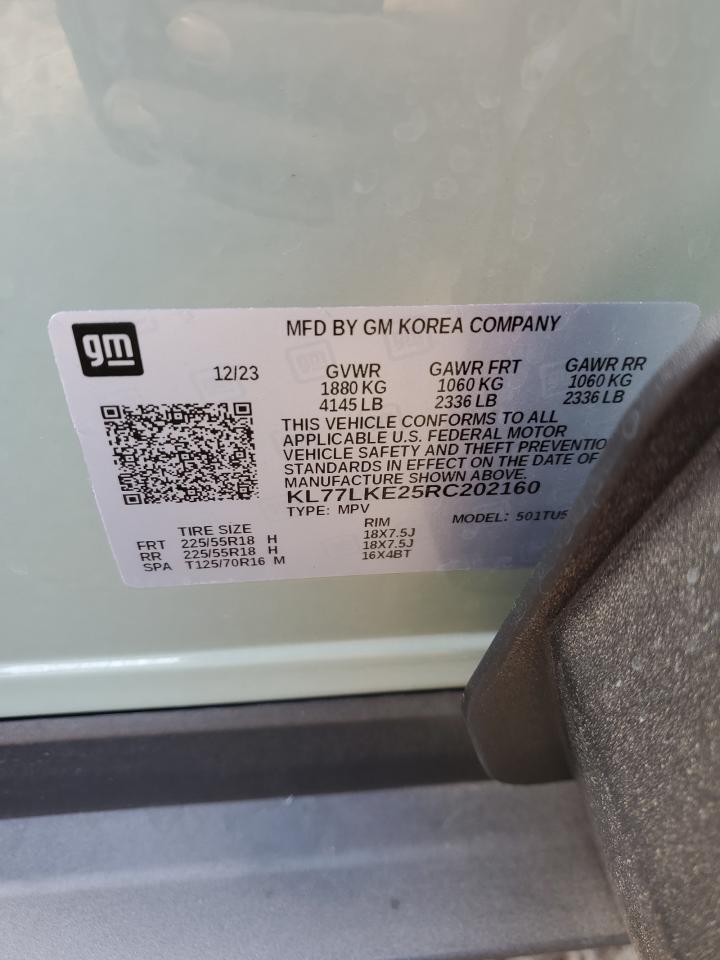 gm
MFD BY GM KOREA COMPANY
12/23
GVWR GAWR FRT GAWR RR
1880 KG 1060 KG 1060 KG
4145 LB 2336 LB 2336 LB
THIS VEHICLE CONFORMS TO ALL
APPLICABLE U.S. FEDERAL MOTOR
VEHICLE SAFETY AND THEFT PREVENTIO
STANDARDS IN EFFECT ON THE DATE OF
MANUFACTURE SHOWN ABOVE.
KL77LKE25RC202160
TYPE: MPV MODEL: 501TU5
TIRE SIZE RIM
FRT 225/55R18 H 18X7.5J
RR 225/55R18 H 18X7.5J
SPA T125/70R16 M 16X4BT